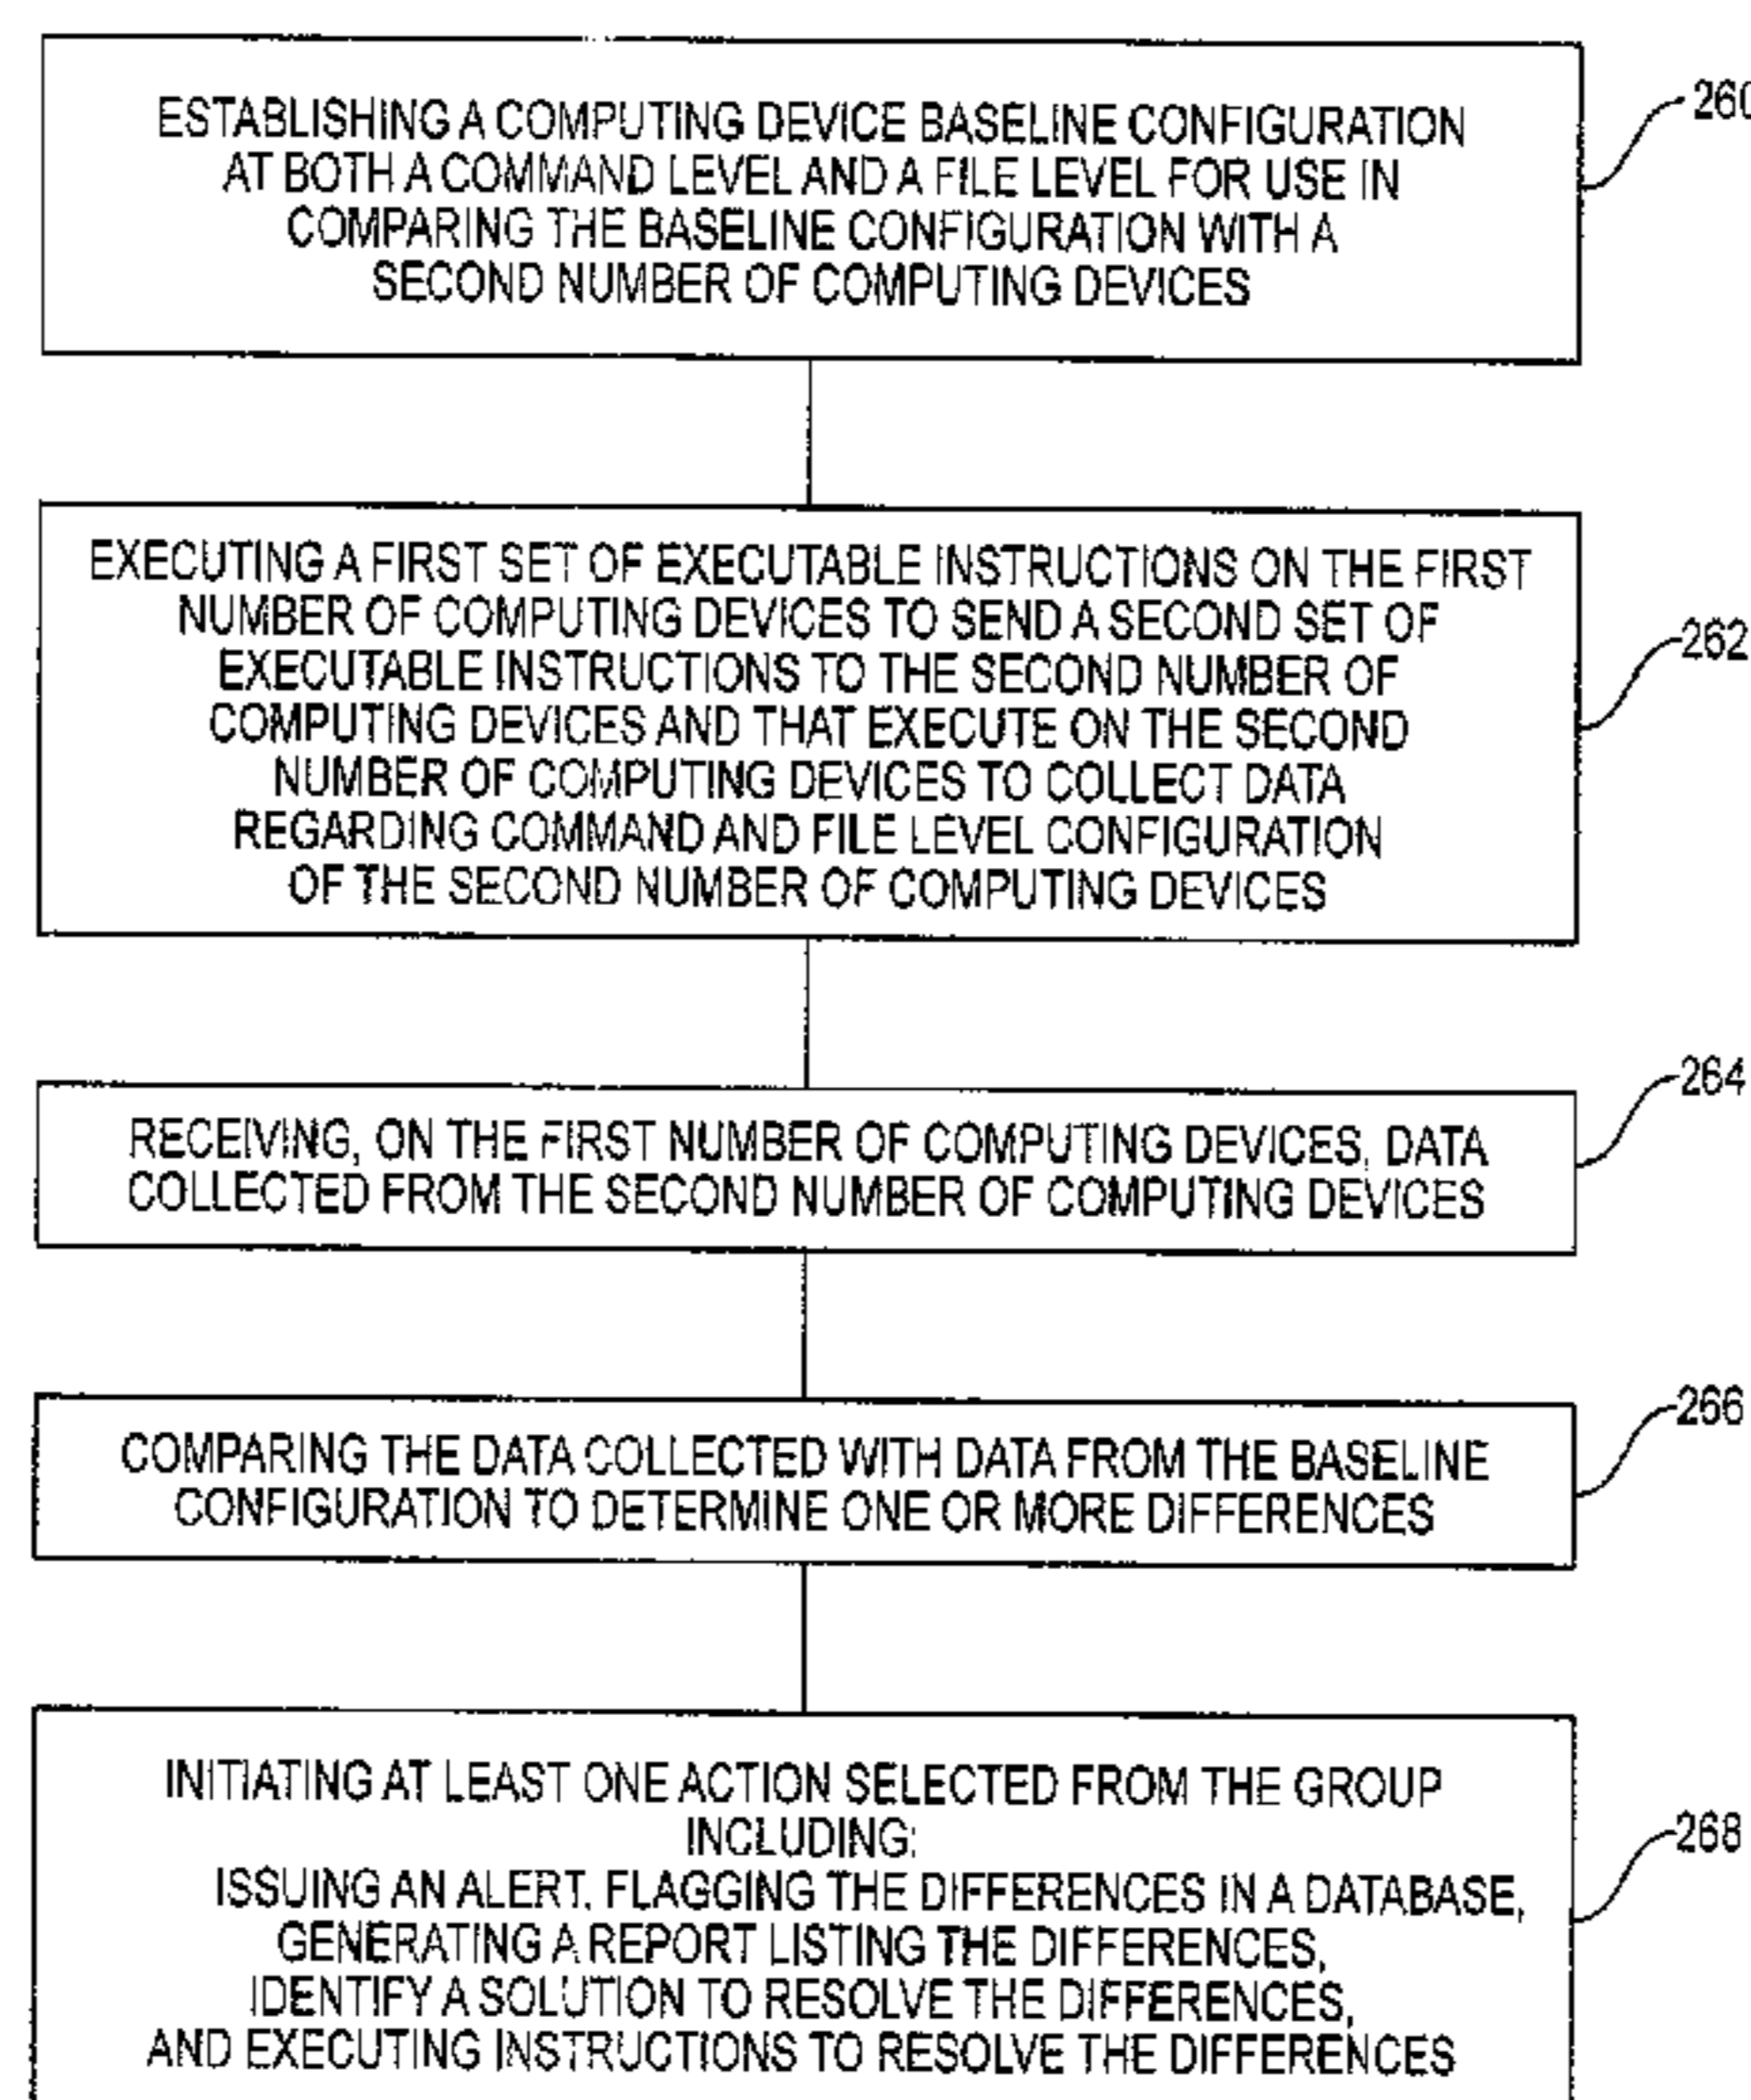 ESTABLISHING A COMPUTING DEVICE BASELINE CONFIGURATION
AT BOTH A COMMAND LEVEL AND A FILE LEVEL FOR USE IN
COMPARING THE BASELINE CONFIGURATION WITH A
SECOND NUMBER OF COMPUTING DEVICES
260
EXECUTING A FIRST SET OF EXECUTABLE INSTRUCTIONS ON THE FIRST
NUMBER OF COMPUTING DEVICES TO SEND A SECOND SET OF
EXECUTABLE INSTRUCTIONS TO THE SECOND NUMBER OF
COMPUTING DEVICES AND THAT EXECUTE ON THE SECOND
NUMBER OF COMPUTING DEVICES TO COLLECT DATA
REGARDING COMMAND AND FILE LEVEL CONFIGURATION
OF THE SECOND NUMBER OF COMPUTING DEVICES
262
RECEIVING, ON THE FIRST NUMBER OF COMPUTING DEVICES, DATA
COLLECTED FROM THE SECOND NUMBER OF COMPUTING DEVICES
264
COMPARING THE DATA COLLECTED WITH DATA FROM THE BASELINE
CONFIGURATION TO DETERMINE ONE OR MORE DIFFERENCES
266
INITIATING AT LEAST ONE ACTION SELECTED FROM THE GROUP
INCLUDING:
ISSUING AN ALERT, FLAGGING THE DIFFERENCES IN A DATABASE,
GENERATING A REPORT LISTING THE DIFFERENCES,
IDENTIFY A SOLUTION TO RESOLVE THE DIFFERENCES,
AND EXECUTING INSTRUCTIONS TO RESOLVE THE DIFFERENCES
268